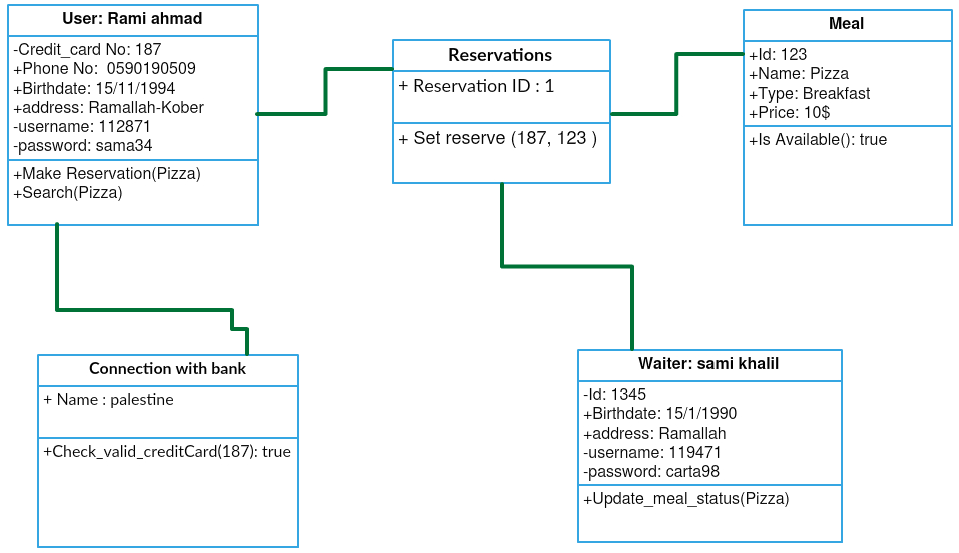 User: Rami ahmad
-Credit_card No: 187
+Phone No:  0590190509
+Birthdate: 15/11/1994
+address: Ramallah-Kober
-username: 112871
-password: sama34
+Make Reservation(Pizza)
+Search(Pizza)
Reservations
+ Reservation ID : 1
+ Set reserve (187, 123 )
Meal
+Id: 123
+Name: Pizza
+Type: Breakfast
+Price: 10$
+Is Available(): true
Connection with bank
+ Name : palestine
+Check_valid_creditCard(187): true
Waiter: sami khalil
-Id: 1345
+Birthdate: 15/1/1990
+address: Ramallah
-username: 119471
-password: carta98
+Update_meal_status(Pizza)